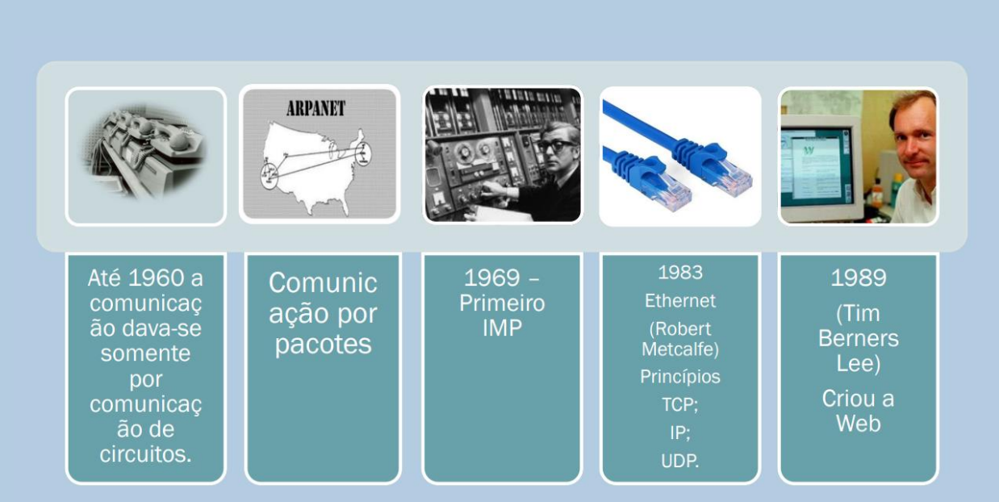 ARPANET
Até 1960 a
comunicaç
ão dava-se
somente
por
comunicaç
ão de
circuitos.
Comunic
ação por
pacotes
1969 –
Primeiro
IMP
1983
Ethernet
(Robert
Metcalfe)
Princípios
TCP;
IP;
UDP.
1989
(Tim
Berners
Lee)
Criou a
Web